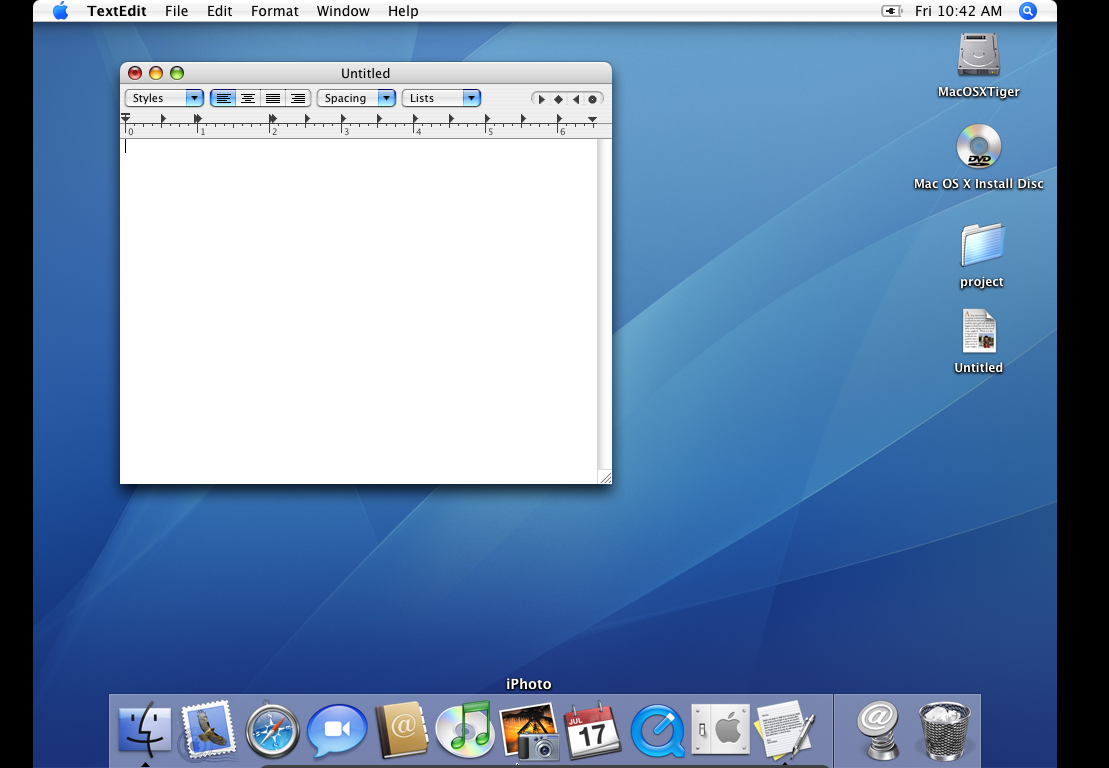 TextEdit File Edit Format Window Help Fri 10:42 AM
MacOSXTiger
Untitled
Styles Spacing Lists
0 1 2 3 4 5 6
Mac OS X Install Disc
project
Untitled
iPhoto
JUL
17